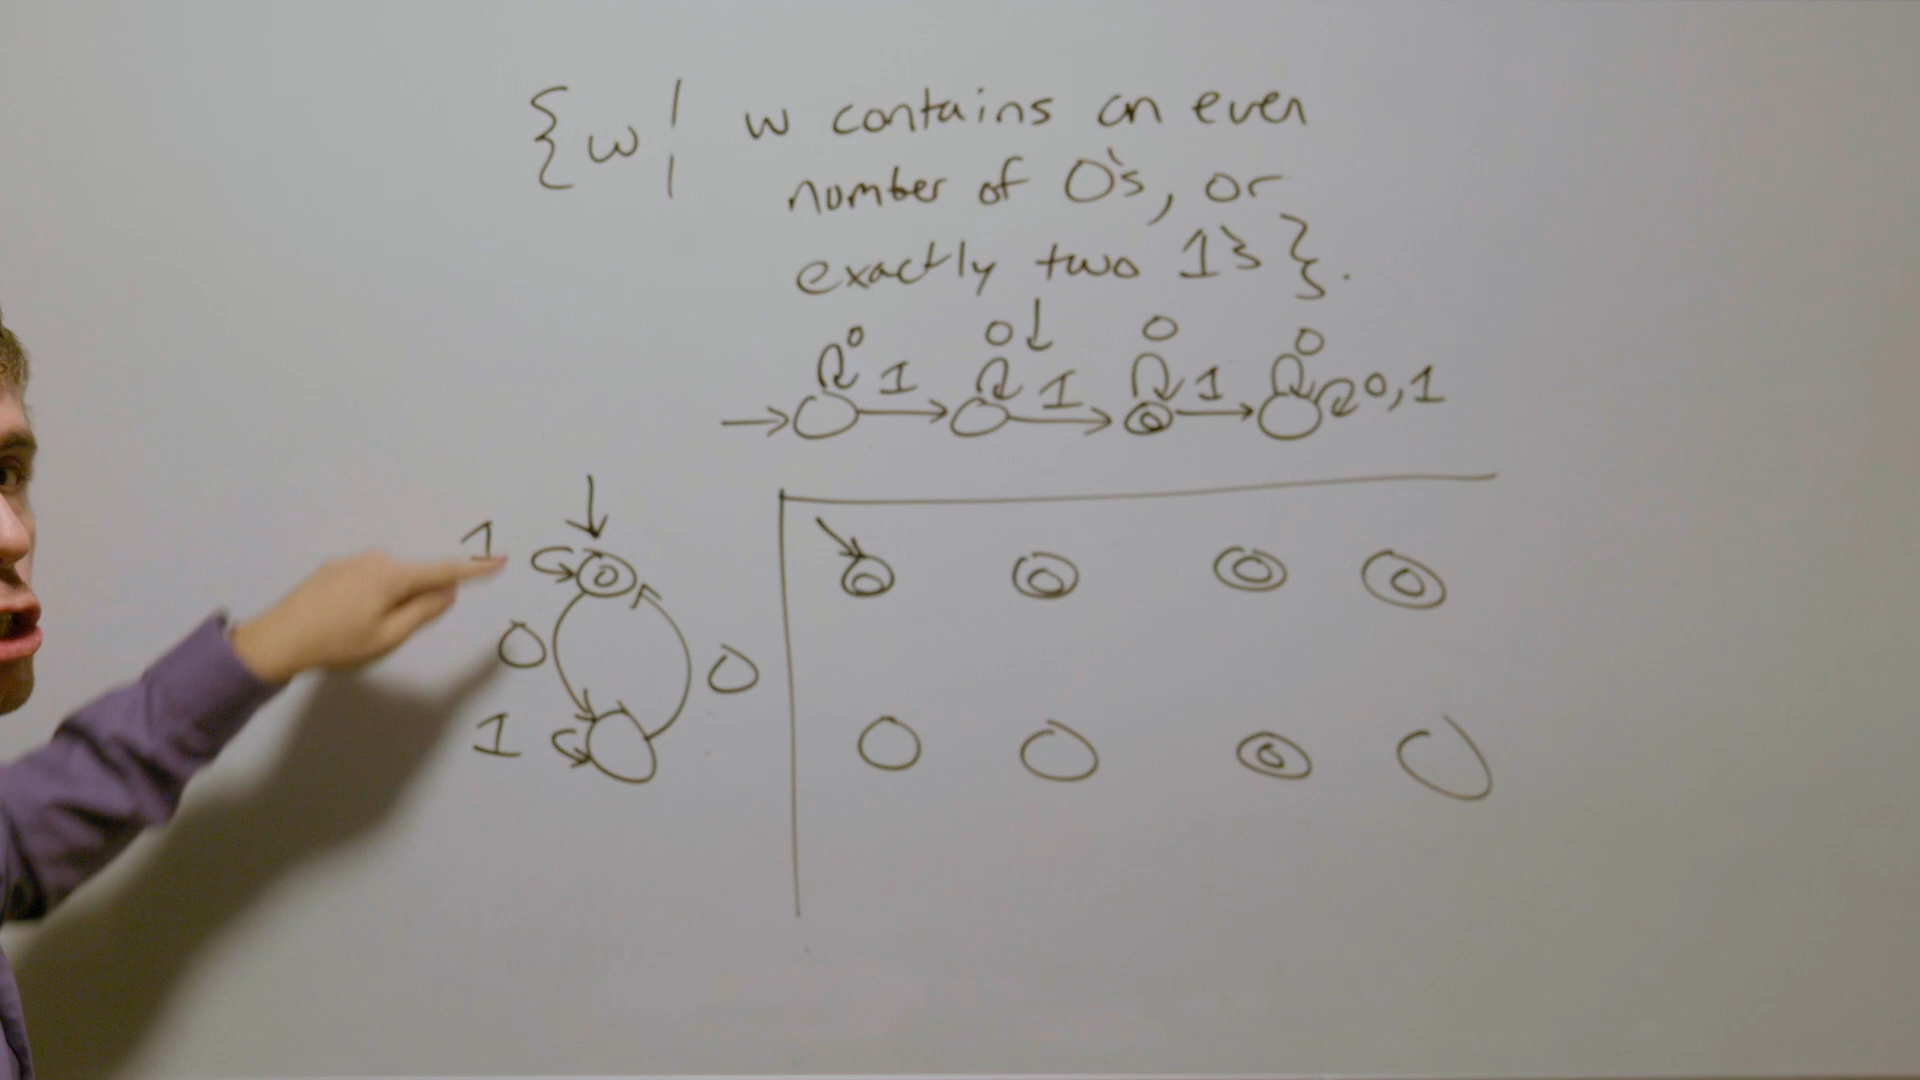 {w | w contains an even
number of 0's, or
exactly two 1's}.
0 0 0 0
1 1 1 0,1
1
0 0
1